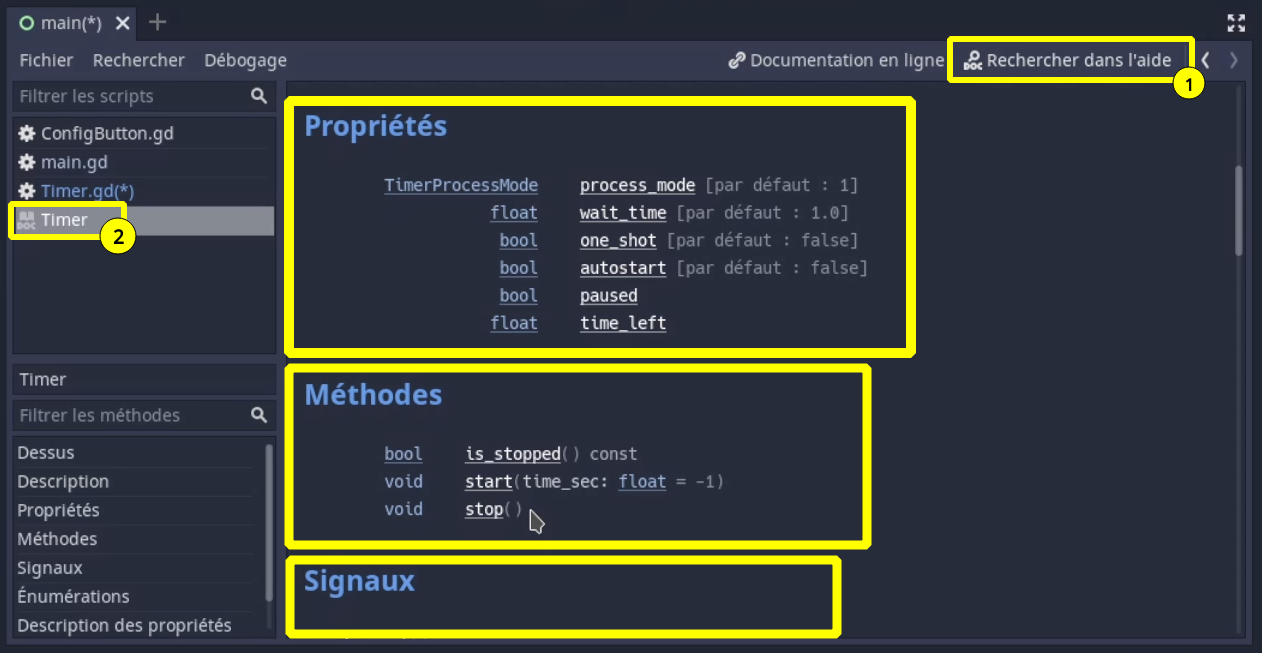 main(*)
Fichier Rechercher Débogage Documentation en ligne Rechercher dans l'aide
1
Filtrer les scripts
ConfigButton.gd
main.gd
Timer.gd(*)
Timer
2
Timer
Filtrer les méthodes
Dessus
Description
Propriétés
Méthodes
Signaux
Énumérations
Description des propriétés
Propriétés
TimerProcessMode process_mode [par défaut : 1]
float wait_time [par défaut : 1.0]
bool one_shot [par défaut : false]
bool autostart [par défaut : false]
bool paused
float time_left
Méthodes
bool is_stopped() const
void start(time_sec: float = -1)
void stop()
Signaux